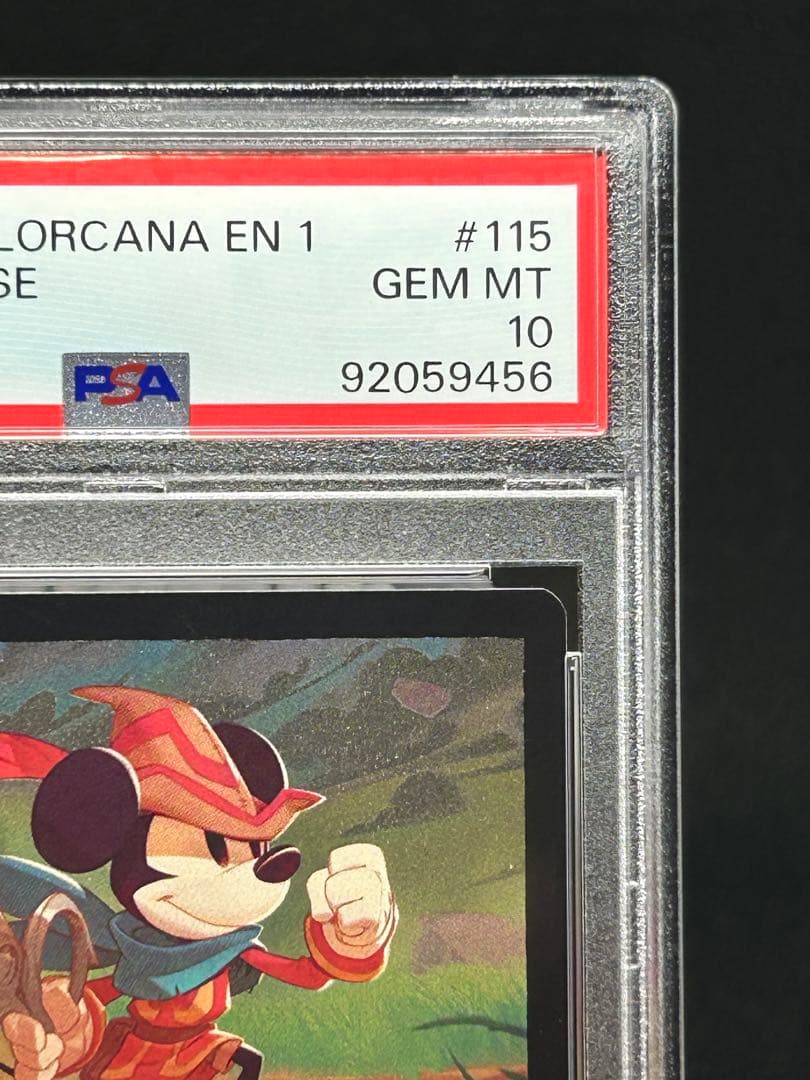 LORCANA EN 1 #115
SE GEM MT
10
PSA 92059456